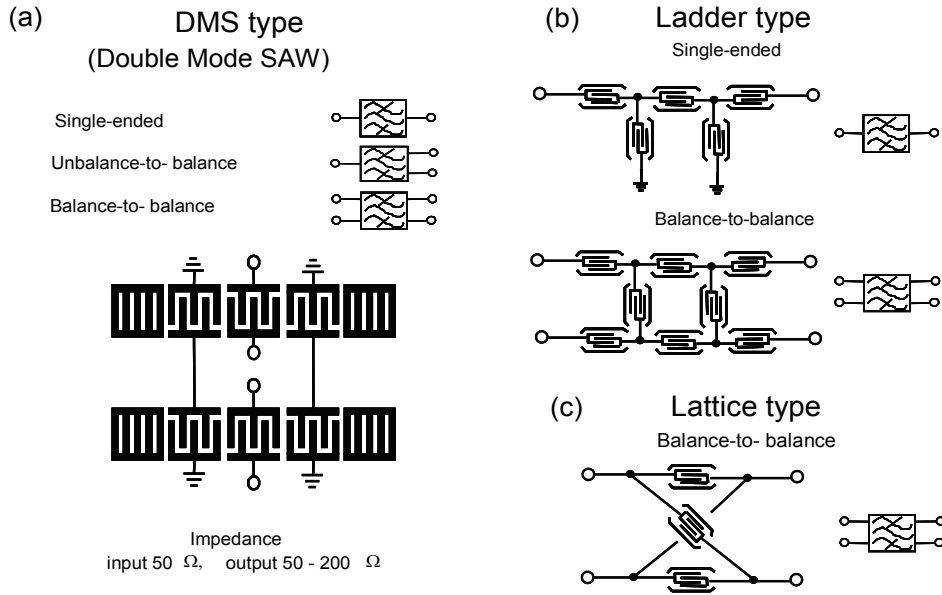 (a)
DMS type
(Double Mode SAW)
Single-ended
Unbalance-to- balance
Balance-to- balance
Impedance
input 50 Ω, output 50 - 200 Ω
(b) Ladder type
Single-ended
Balance-to-balance
(c) Lattice type
Balance-to- balance